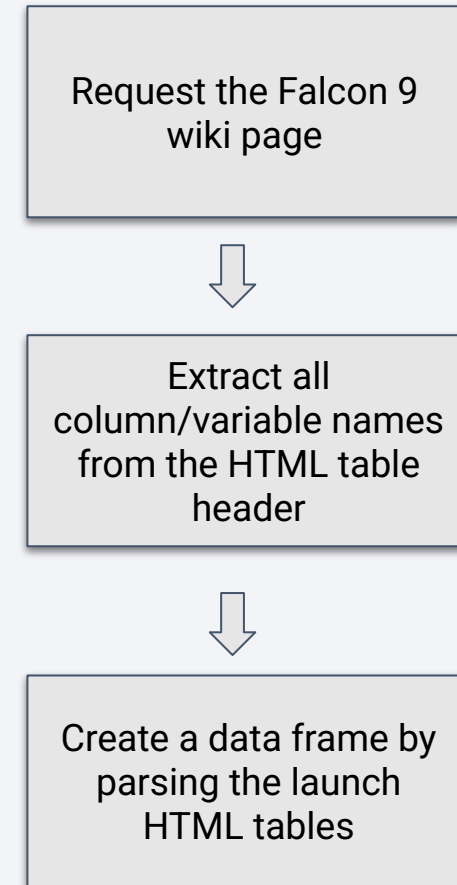 Request the Falcon 9
wiki page
Extract all
column/variable names
from the HTML table
header
Create a data frame by
parsing the launch
HTML tables